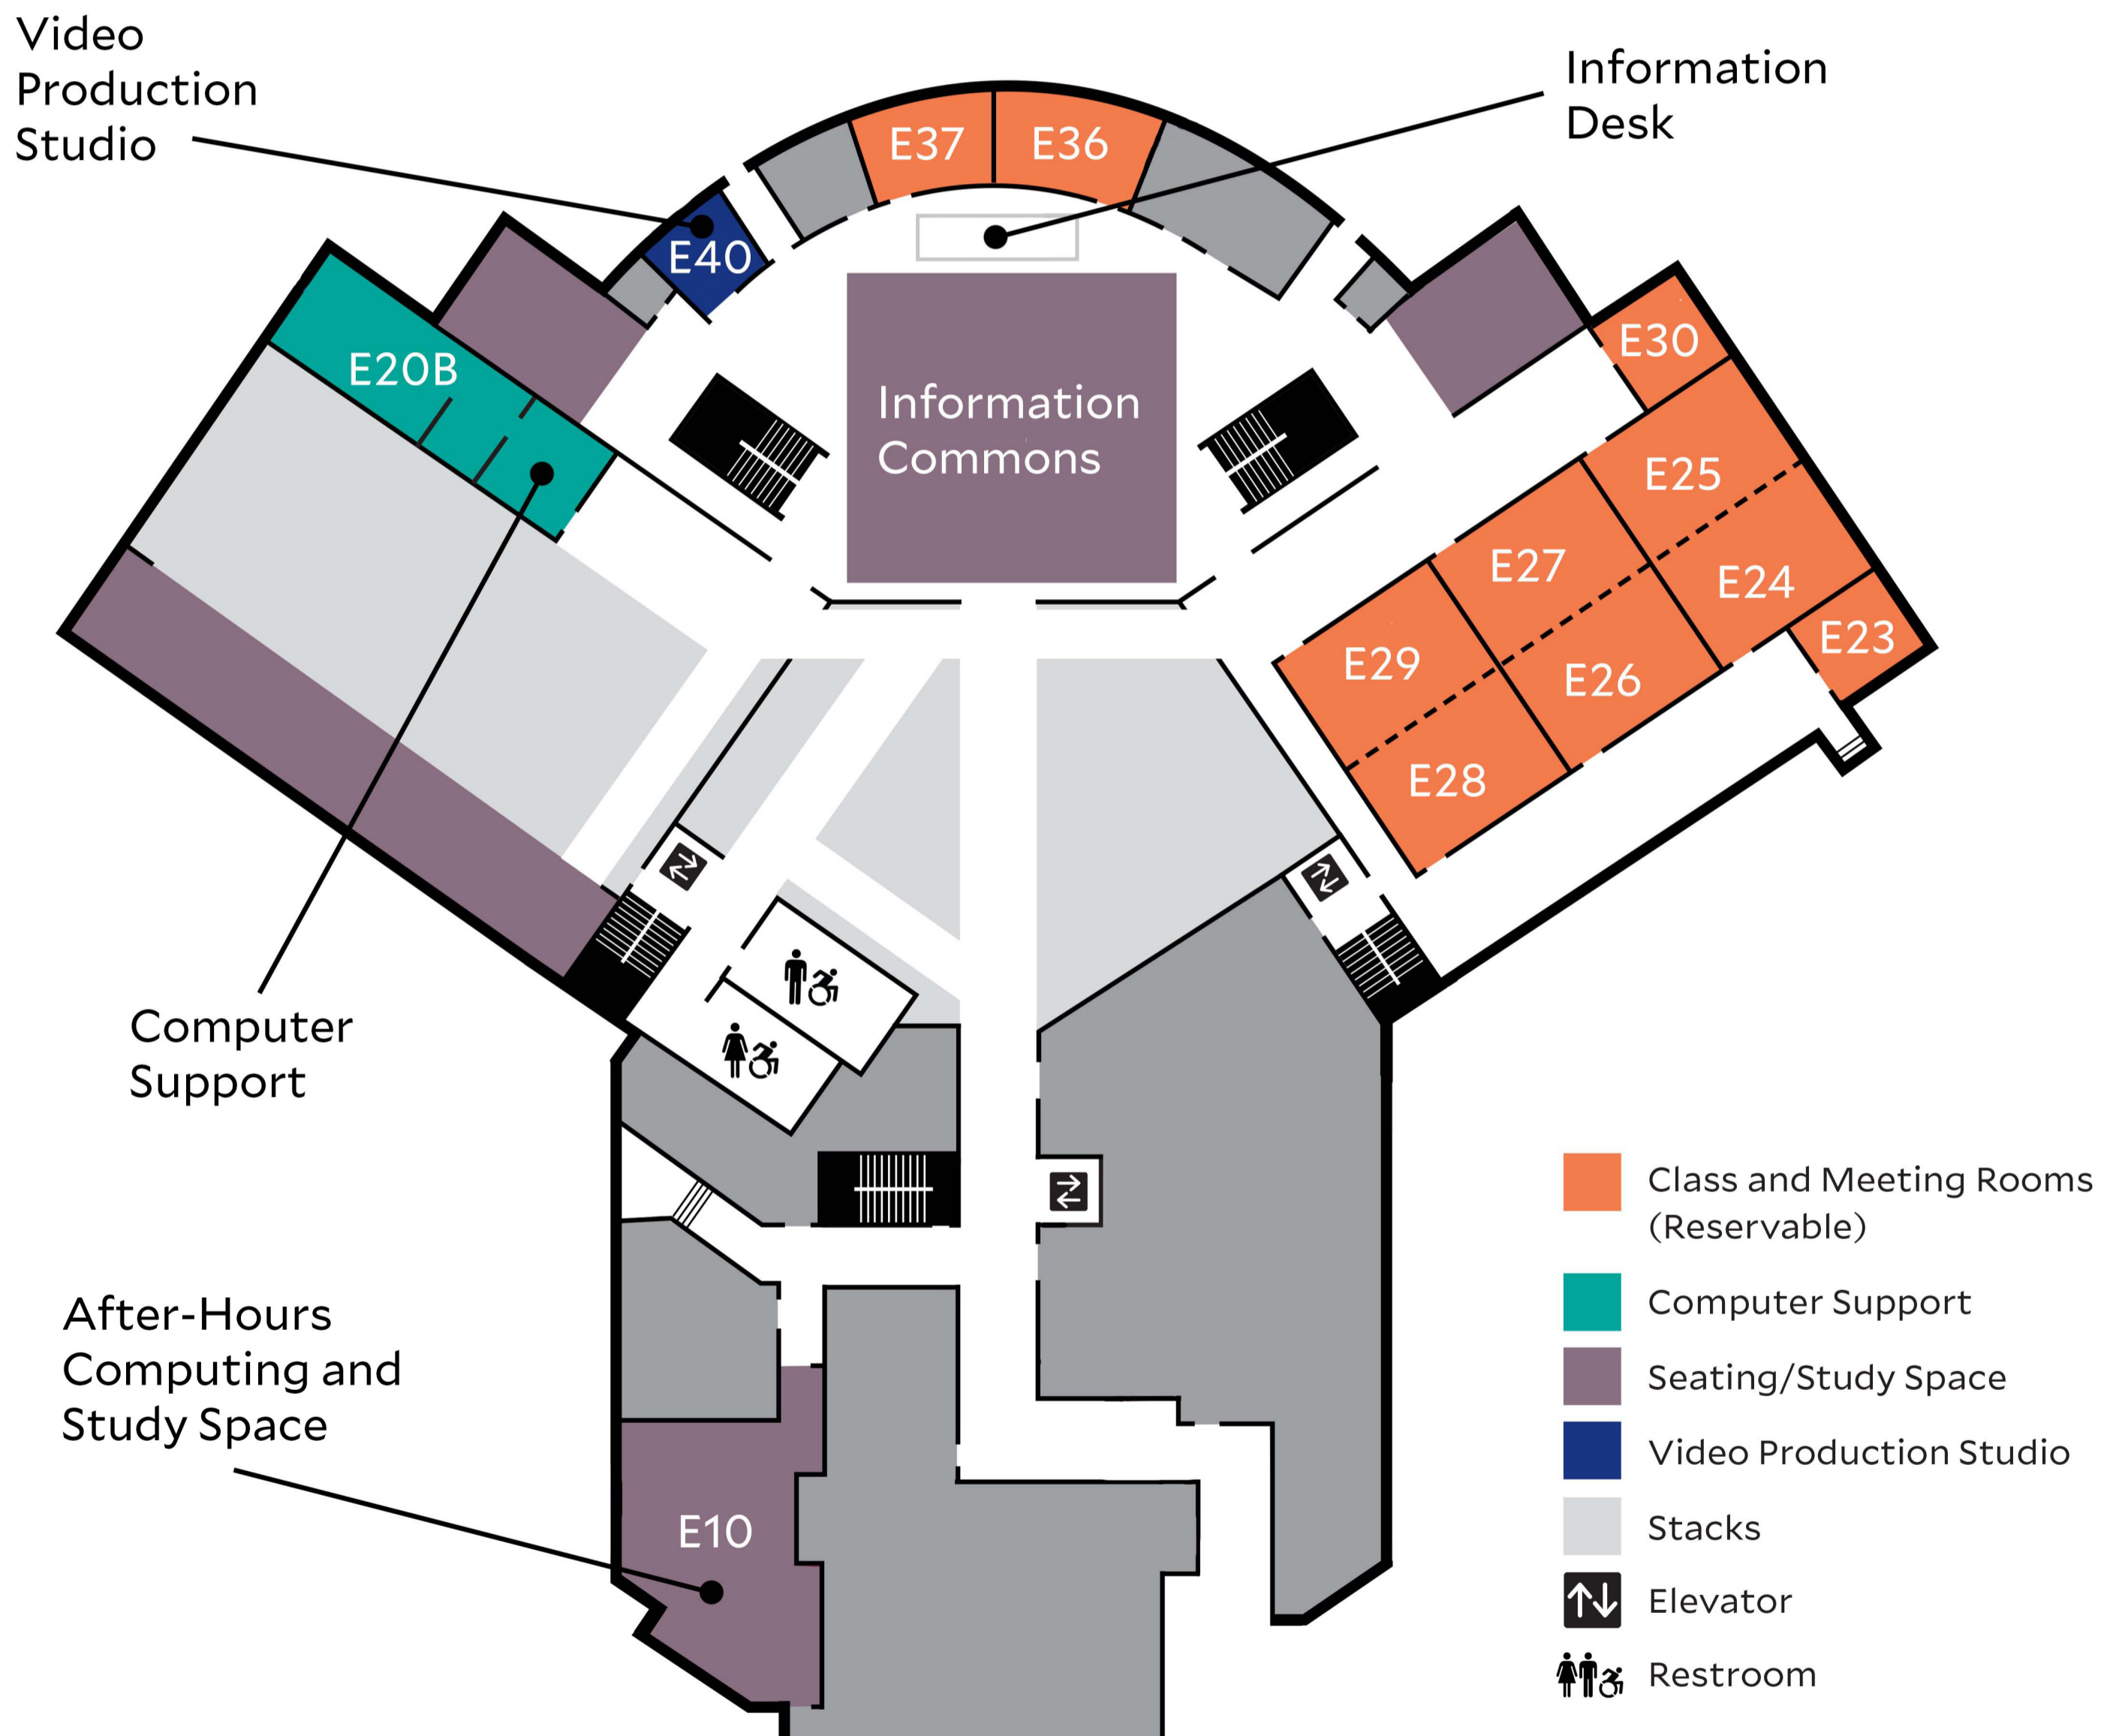 Video
Production
Studio
Information
Desk
E37
E36
E40
E30
E20B
Information
Commons
E25
E27
E24
E23
E29
E26
E28
Computer
Support
After-Hours
Computing and
Study Space
E10
Class and Meeting Rooms
(Reservable)
Computer Support
Seating/Study Space
Video Production Studio
Stacks
Elevator
Restroom